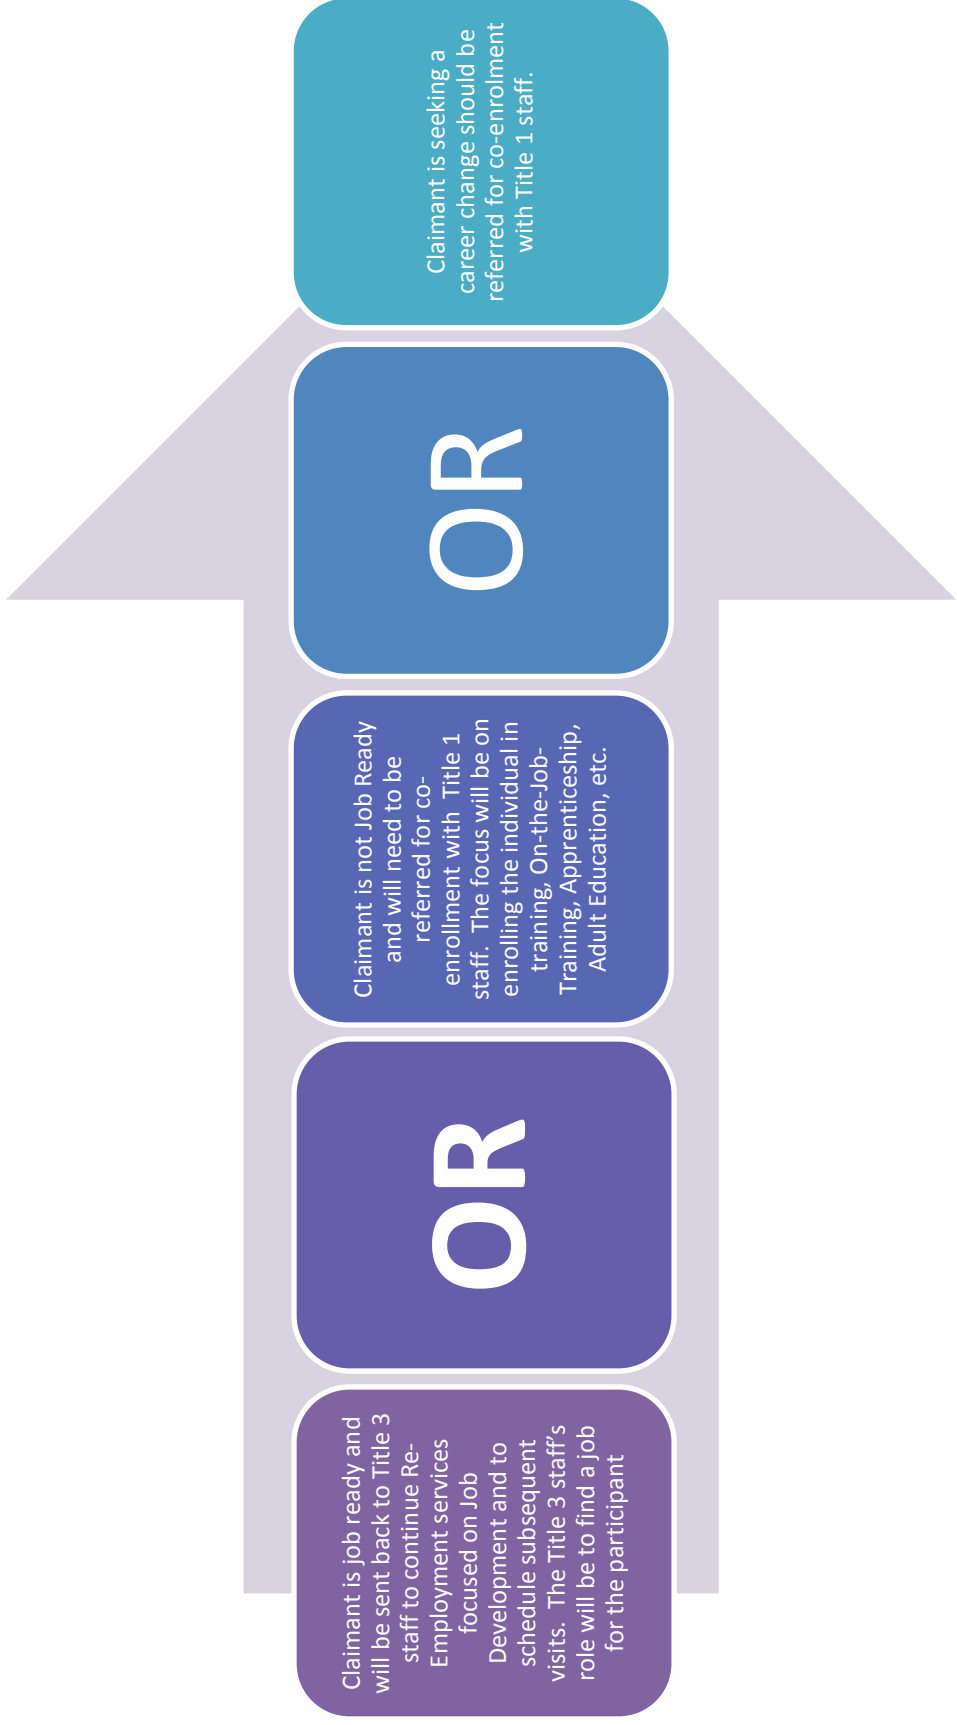 Claimant is job ready and
will be sent back to Title 3
staff to continue Re-
Employment services
focused on Job
Development and to
schedule subsequent
visits.  The Title 3 staff’s
role will be to find a job
for the participant
OR
Claimant is not Job Ready
and will need to be
referred for co-
enrollment with  Title 1
staff.  The focus will be on
enrolling the individual in
training, On-the-Job-
Training, Apprenticeship,
Adult Education, etc.
OR
Claimant is seeking a
career change should be
referred for co-enrolment
with Title 1 staff.